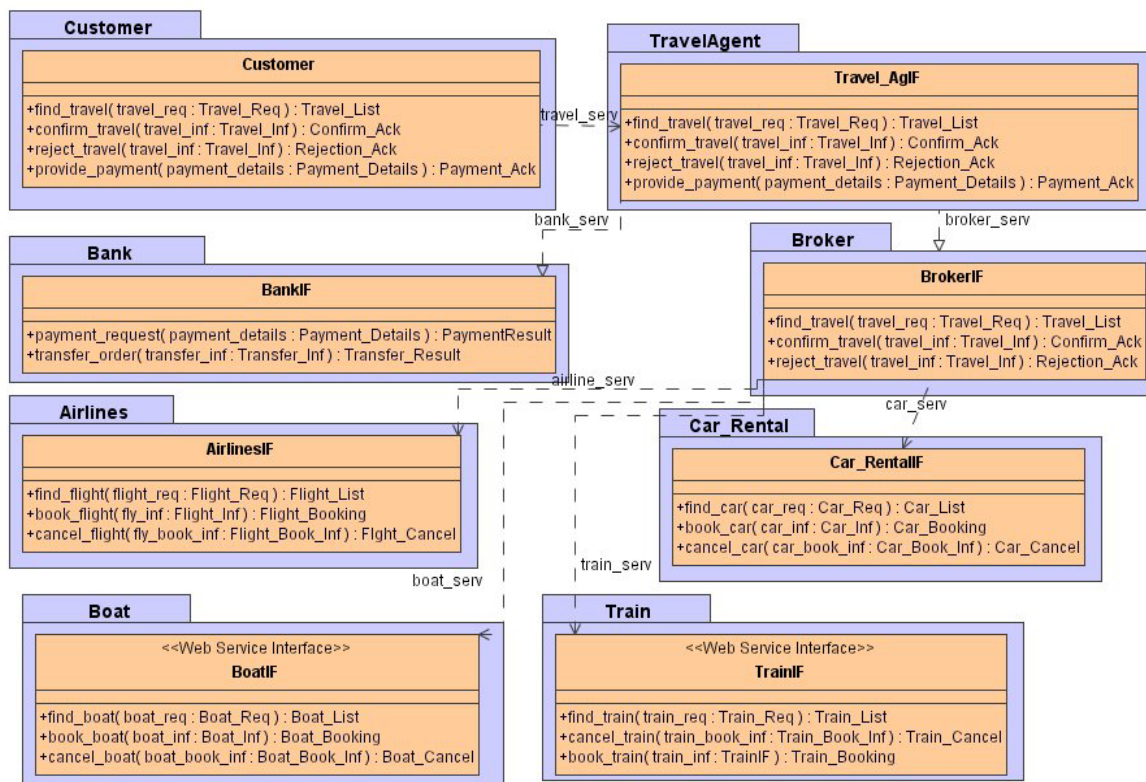 Customer
Customer
+find_travel( travel_req : Travel_Req ) : Travel_List
+confirm_travel( travel_inf : Travel_Inf ) : Confirm_Ack
+reject_travel( travel_inf : Travel_Inf ) : Rejection_Ack
+provide_payment( payment_details : Payment_Details ) : Payment_Ack
travel_serv
TravelAgent
Travel_AgIF
+find_travel( travel_req : Travel_Req ) : Travel_List
+confirm_travel( travel_inf : Travel_Inf ) : Confirm_Ack
+reject_travel( travel_inf : Travel_Inf ) : Rejection_Ack
+provide_payment( payment_details : Payment_Details ) : Payment_Ack
bank_serv
broker_serv
Bank
BankIF
+payment_request( payment_details : Payment_Details ) : PaymentResult
+transfer_order( transfer_inf : Transfer_Inf ) : Transfer_Result
Broker
BrokerIF
+find_travel( travel_req : Travel_Req ) : Travel_List
+confirm_travel( travel_inf : Travel_Inf ) : Confirm_Ack
+reject_travel( travel_inf : Travel_Inf ) : Rejection_Ack
airline_serv
car_serv
Airlines
AirlinesIF
+find_flight( flight_req : Flight_Req ) : Flight_List
+book_flight( fly_inf : Flight_Inf ) : Flight_Booking
+cancel_flight( fly_book_inf : Flight_Book_Inf ) : Flght_Cancel
Car_Rental
Car_RentalIF
+find_car( car_req : Car_Req ) : Car_List
+book_car( car_inf : Car_Inf ) : Car_Booking
+cancel_car( car_book_inf : Car_Book_Inf ) : Car_Cancel
boat_serv
train_serv
Boat
<<Web Service Interface>>
BoatIF
+find_boat( boat_req : Boat_Req ) : Boat_List
+book_boat( boat_inf : Boat_Inf ) : Boat_Booking
+cancel_boat( boat_book_inf : Boat_Book_Inf ) : Boat_Cancel
Train
<<Web Service Interface>>
TrainIF
+find_train( train_req : Train_Req ) : Train_List
+cancel_train( train_book_inf : Train_Book_Inf ) : Train_Cancel
+book_train( train_inf : TrainIF ) : Train_Booking